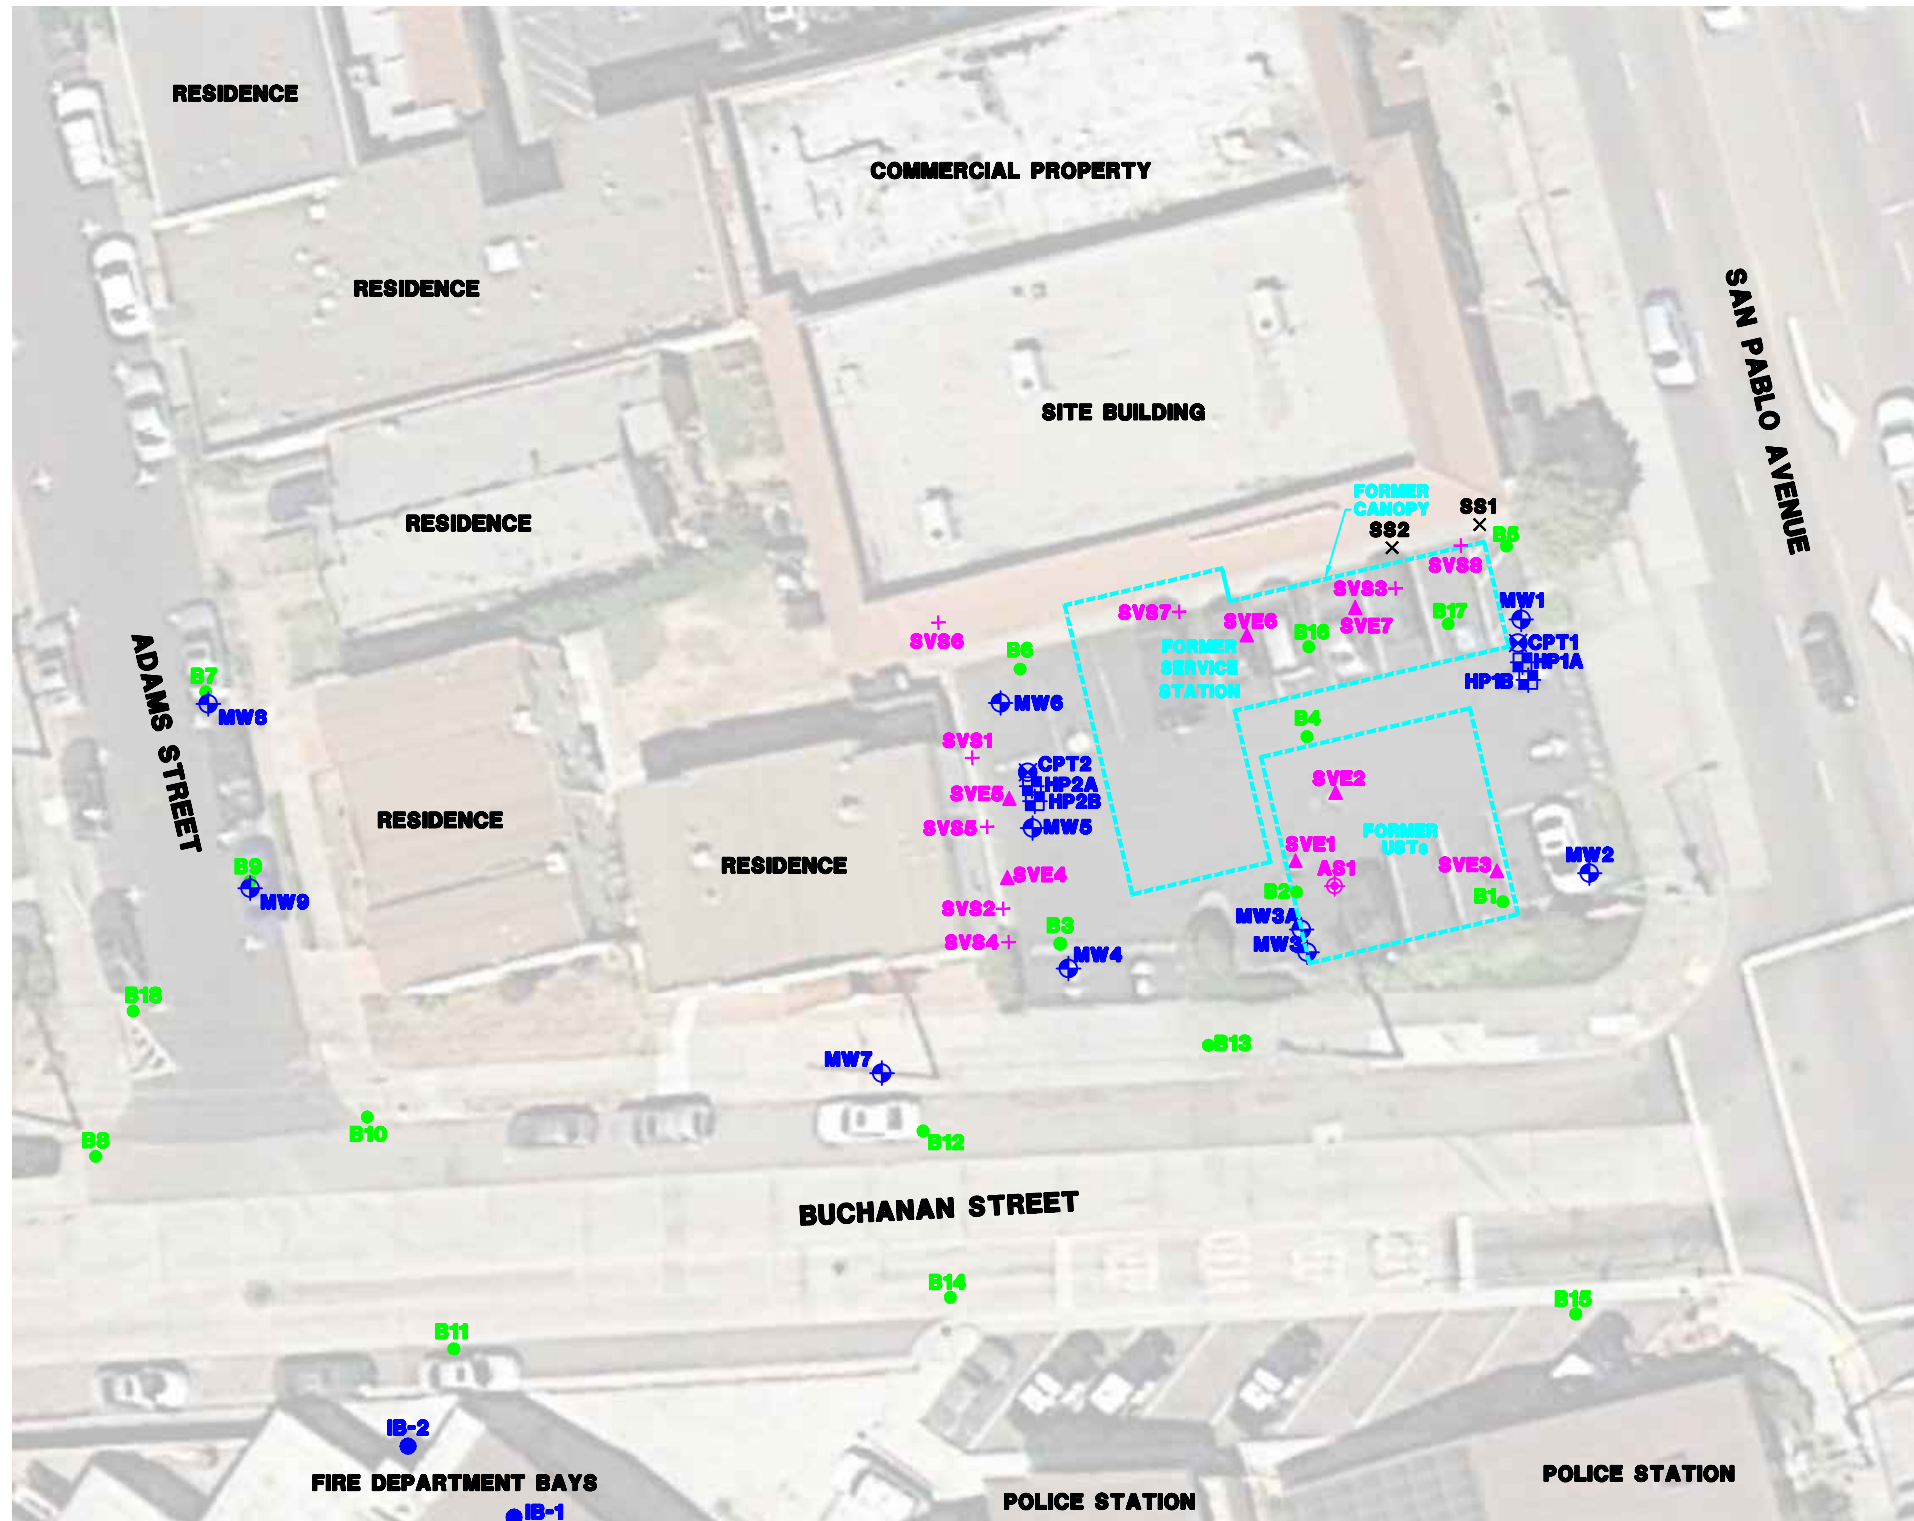 RESIDENCE
COMMERCIAL PROPERTY
RESIDENCE
SAN PABLO AVENUE
SITE BUILDING
RESIDENCE
FORMER
CANOPY
SS1
SS2
B5
SVS8
SVS3
MW1
SVS7
SVE6
SVE7
B17
B16
SVS6
B6
CPT1
HP1A
HP1B
FORMER
SERVICE
STATION
ADAMS STREET
B7
MW8
MW6
B4
SVS1
CPT2
HP2A
HP2B
SVE5
SVE2
SVS5
MW5
RESIDENCE
FORMER
USTs
SVE1
MW2
RESIDENCE
B9
MW9
SVE4
AS1
SVE3
B2
B1
SVS2
MW3A
B3
SVS4
MW3
MW4
B18
B13
MW7
B10
B8
B12
BUCHANAN STREET
B14
B15
B11
IB-2
FIRE DEPARTMENT BAYS
IB-1
POLICE STATION
POLICE STATION